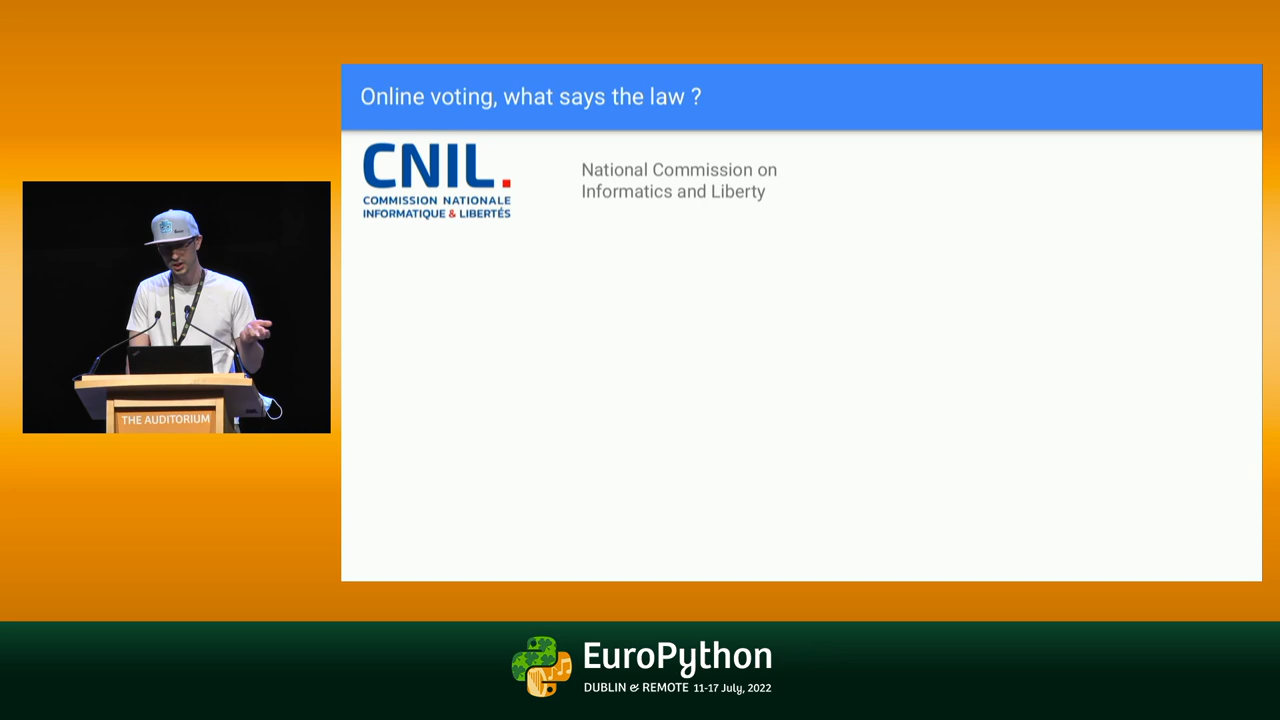 Online voting, what says the law ?
CNIL.
COMMISSION NATIONALE
INFORMATIQUE & LIBERTÉS
National Commission on
Informatics and Liberty
THE AUDITORIUM
EuroPython
DUBLIN & REMOTE 11-17 July, 2022